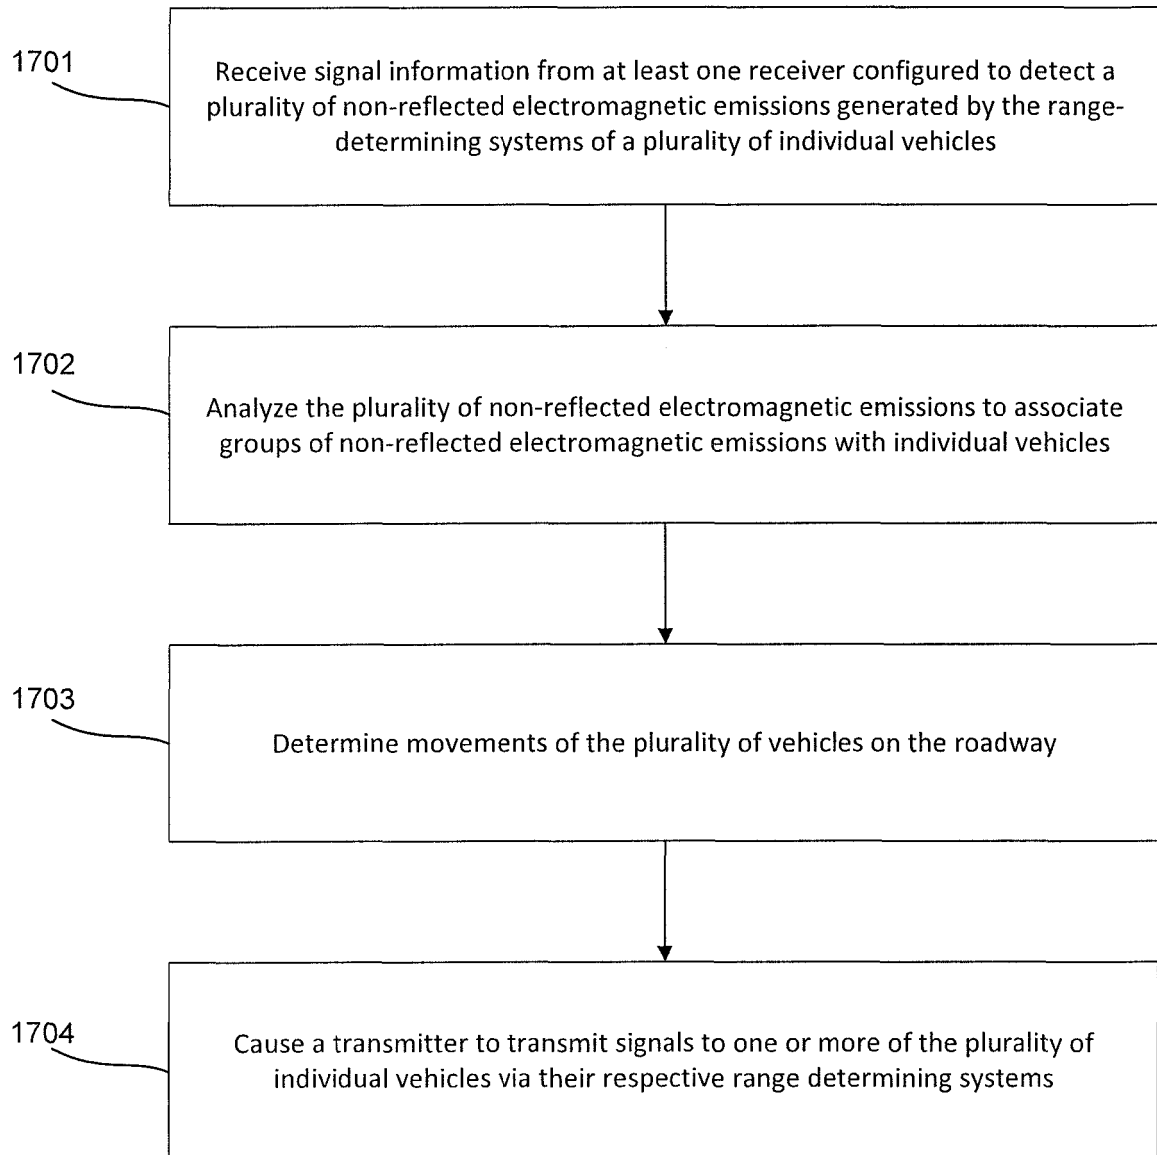 1701
Receive signal information from at least one receiver configured to detect a
plurality of non-reflected electromagnetic emissions generated by the range-
determining systems of a plurality of individual vehicles
1702
Analyze the plurality of non-reflected electromagnetic emissions to associate
groups of non-reflected electromagnetic emissions with individual vehicles
1703
Determine movements of the plurality of vehicles on the roadway
1704
Cause a transmitter to transmit signals to one or more of the plurality of
individual vehicles via their respective range determining systems